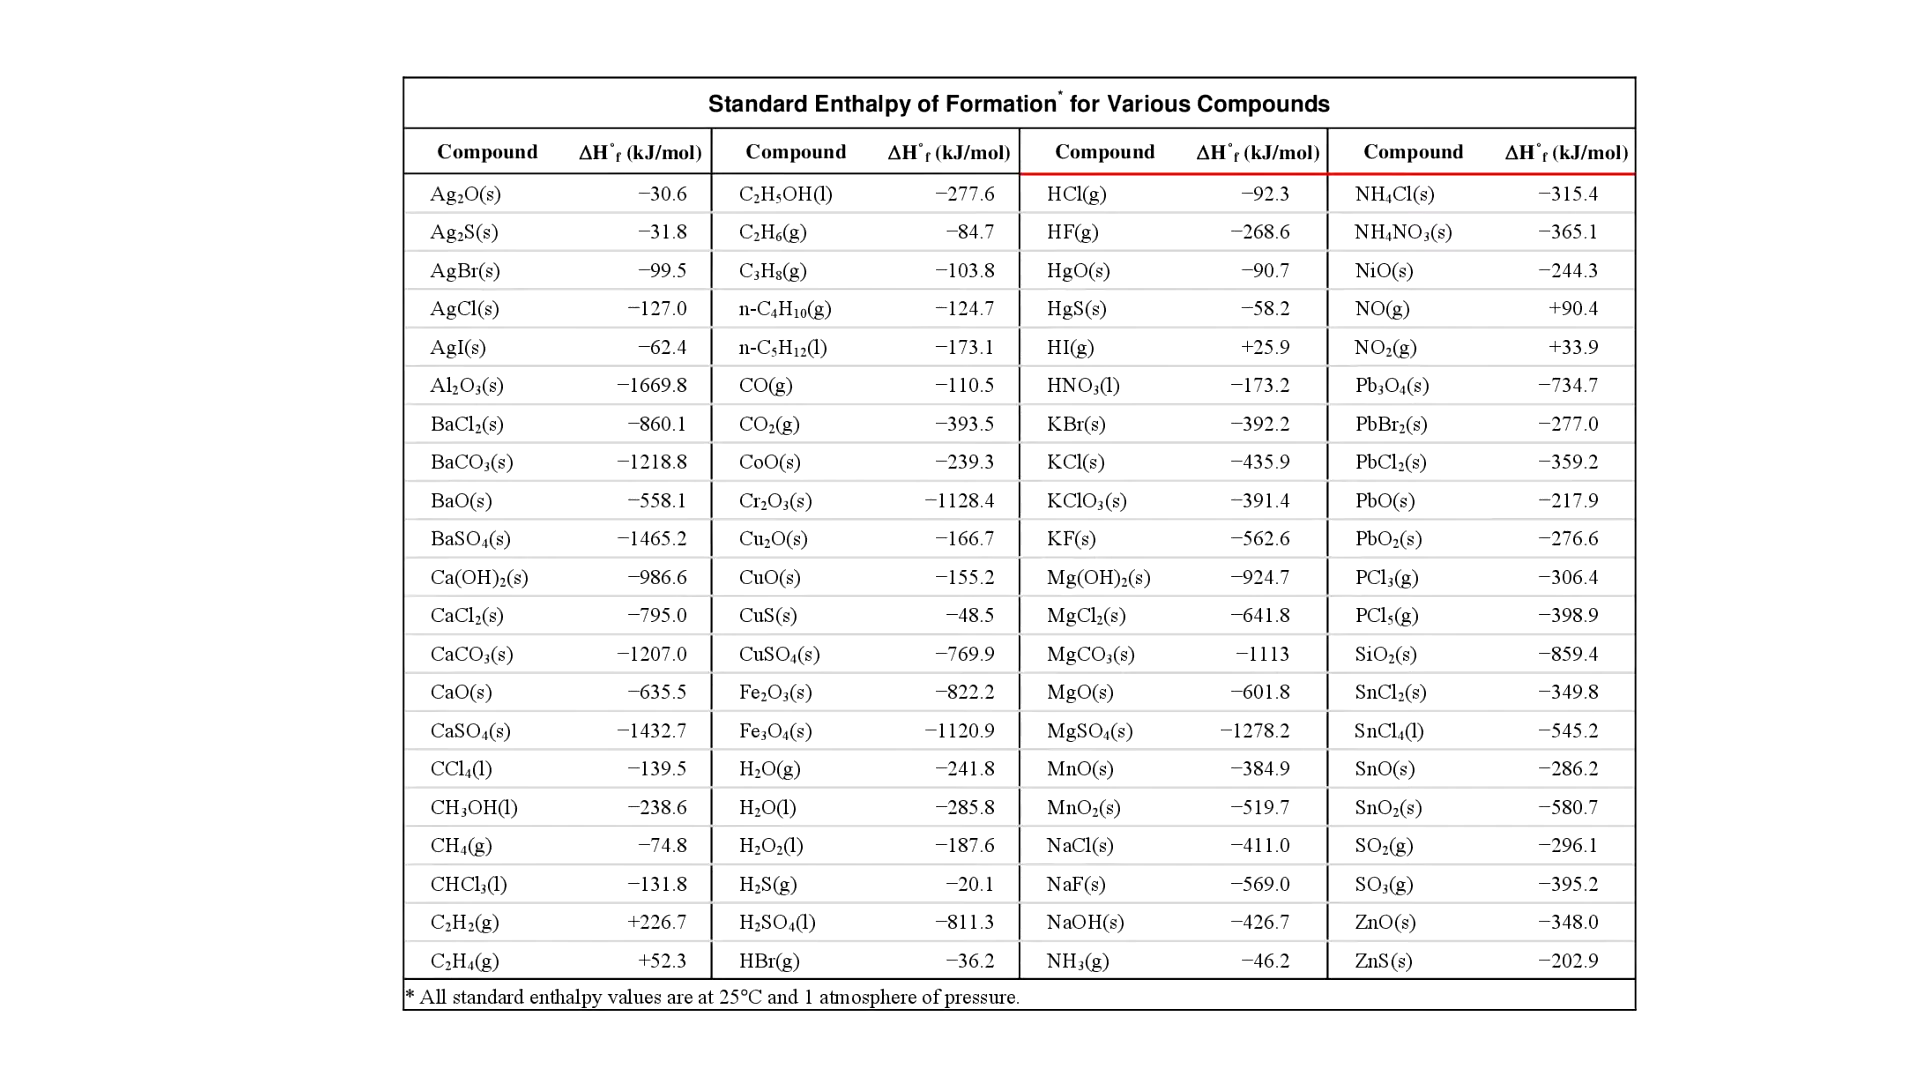 Standard Enthalpy of Formation* for Various Compounds
Compound ΔH°f (kJ/mol) Compound ΔH°f (kJ/mol) Compound ΔH°f (kJ/mol) Compound ΔH°f (kJ/mol)
Ag₂O(s) −30.6 C₂H₅OH(l) −277.6 HCl(g) −92.3 NH₄Cl(s) −315.4
Ag₂S(s) −31.8 C₂H₆(g) −84.7 HF(g) −268.6 NH₄NO₃(s) −365.1
AgBr(s) −99.5 C₃H₈(g) −103.8 HgO(s) −90.7 NiO(s) −244.3
AgCl(s) −127.0 n-C₄H₁₀(g) −124.7 HgS(s) −58.2 NO(g) +90.4
AgI(s) −62.4 n-C₅H₁₂(l) −173.1 HI(g) +25.9 NO₂(g) +33.9
Al₂O₃(s) −1669.8 CO(g) −110.5 HNO₃(l) −173.2 Pb₃O₄(s) −734.7
BaCl₂(s) −860.1 CO₂(g) −393.5 KBr(s) −392.2 PbBr₂(s) −277.0
BaCO₃(s) −1218.8 CoO(s) −239.3 KCl(s) −435.9 PbCl₂(s) −359.2
BaO(s) −558.1 Cr₂O₃(s) −1128.4 KClO₃(s) −391.4 PbO(s) −217.9
BaSO₄(s) −1465.2 Cu₂O(s) −166.7 KF(s) −562.6 PbO₂(s) −276.6
Ca(OH)₂(s) −986.6 CuO(s) −155.2 Mg(OH)₂(s) −924.7 PCl₃(g) −306.4
CaCl₂(s) −795.0 CuS(s) −48.5 MgCl₂(s) −641.8 PCl₅(g) −398.9
CaCO₃(s) −1207.0 CuSO₄(s) −769.9 MgCO₃(s) −1113 SiO₂(s) −859.4
CaO(s) −635.5 Fe₂O₃(s) −822.2 MgO(s) −601.8 SnCl₂(s) −349.8
CaSO₄(s) −1432.7 Fe₃O₄(s) −1120.9 MgSO₄(s) −1278.2 SnCl₄(l) −545.2
CCl₄(l) −139.5 H₂O(g) −241.8 MnO(s) −384.9 SnO(s) −286.2
CH₃OH(l) −238.6 H₂O(l) −285.8 MnO₂(s) −519.7 SnO₂(s) −580.7
CH₄(g) −74.8 H₂O₂(l) −187.6 NaCl(s) −411.0 SO₂(g) −296.1
CHCl₃(l) −131.8 H₂S(g) −20.1 NaF(s) −569.0 SO₃(g) −395.2
C₂H₂(g) +226.7 H₂SO₄(l) −811.3 NaOH(s) −426.7 ZnO(s) −348.0
C₂H₄(g) +52.3 HBr(g) −36.2 NH₃(g) −46.2 ZnS(s) −202.9
* All standard enthalpy values are at 25°C and 1 atmosphere of pressure.